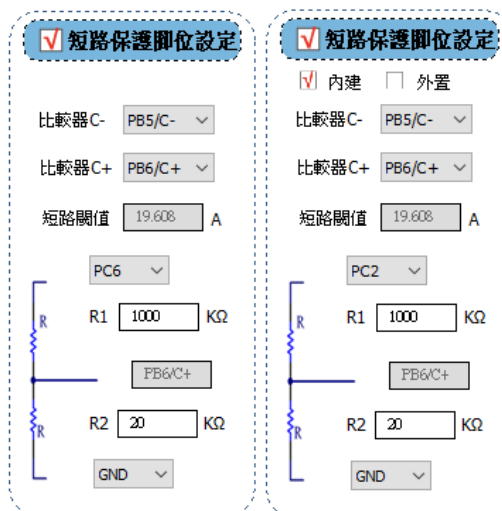 短路保護腳位設定
比較器C- PB5/C-
比較器C+ PB6/C+
短路閾值 19.608 A
PC6
R R1 1000 KΩ
PB6/C+
R R2 20 KΩ
GND
短路保護腳位設定
內建 外置
比較器C- PB5/C-
比較器C+ PB6/C+
短路閾值 19.608 A
PC2
R R1 1000 KΩ
PB6/C+
R R2 20 KΩ
GND